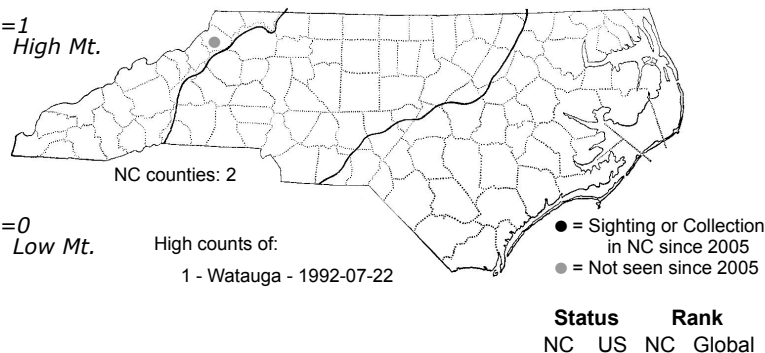 =1
High Mt.
NC counties: 2
=0
Low Mt.
High counts of:
1 - Watauga - 1992-07-22
● = Sighting or Collection
in NC since 2005
● = Not seen since 2005
Status Rank
NC US NC Global